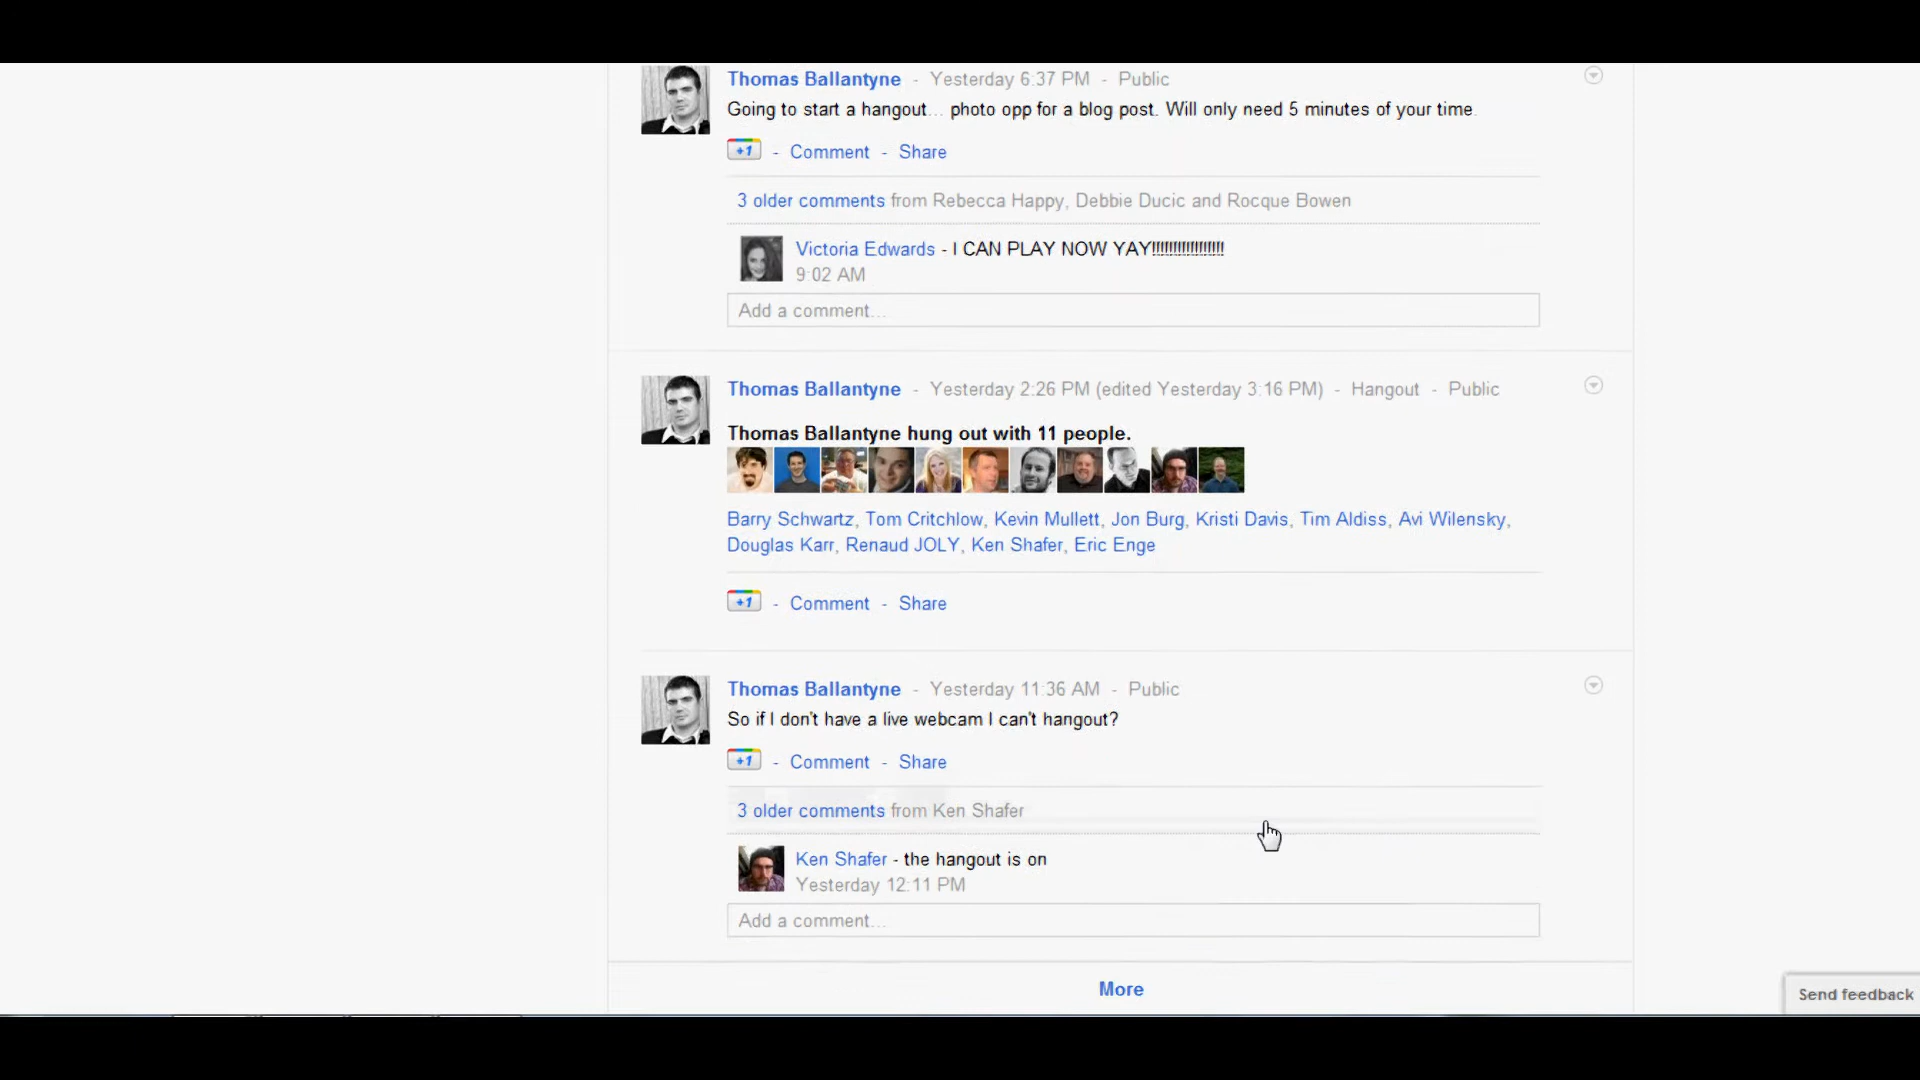 Thomas Ballantyne - Yesterday 6:37 PM - Public
Going to start a hangout... photo opp for a blog post. Will only need 5 minutes of your time.
+1 - Comment - Share
3 older comments from Rebecca Happy, Debbie Ducic and Rocque Bowen
Victoria Edwards - I CAN PLAY NOW YAY!!!!!!!!!!!!!!!!!
9:02 AM
Add a comment...
Thomas Ballantyne - Yesterday 2:26 PM (edited Yesterday 3:16 PM) - Hangout - Public
Thomas Ballantyne hung out with 11 people.
Barry Schwartz, Tom Critchlow, Kevin Mullett, Jon Burg, Kristi Davis, Tim Aldiss, Avi Wilensky,
Douglas Karr, Renaud JOLY, Ken Shafer, Eric Enge
+1 - Comment - Share
Thomas Ballantyne - Yesterday 11:36 AM - Public
So if I don't have a live webcam I can't hangout?
+1 - Comment - Share
3 older comments from Ken Shafer
Ken Shafer - the hangout is on
Yesterday 12:11 PM
Add a comment...
More
Send feedback